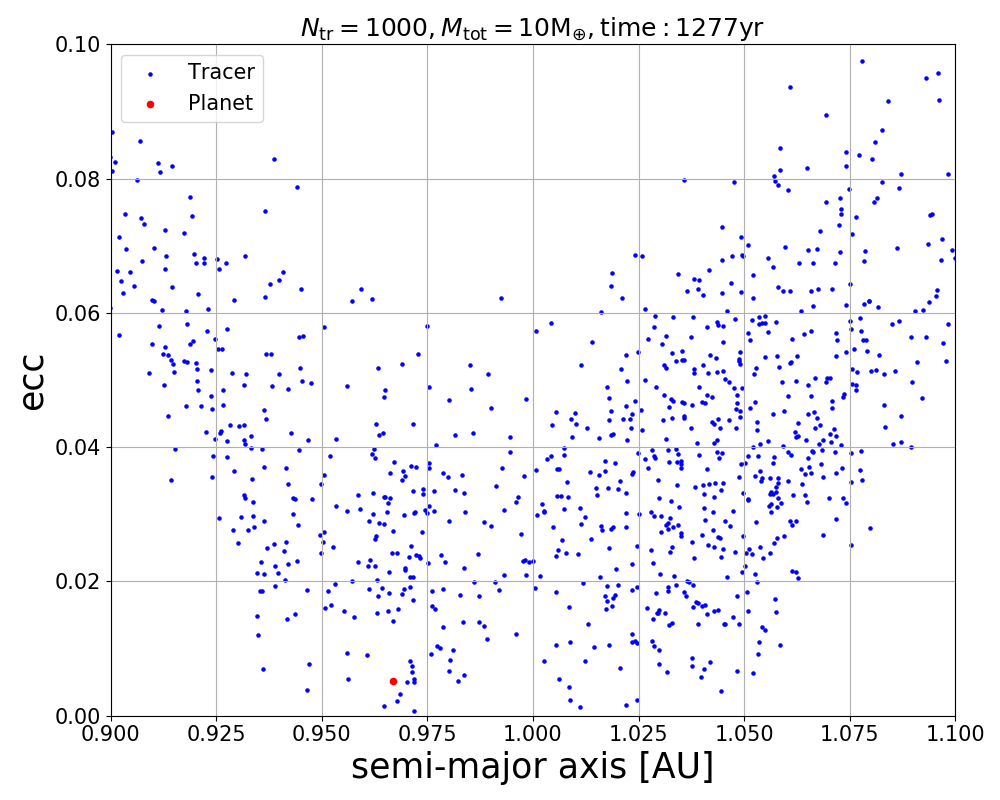 N_tr = 1000, M_tot = 10M_⊕, time : 1277yr
Tracer
Planet
0.10
0.08
0.06
0.04
0.02
0.00
ecc
0.900 0.925 0.950 0.975 1.000 1.025 1.050 1.075 1.100
semi-major axis [AU]